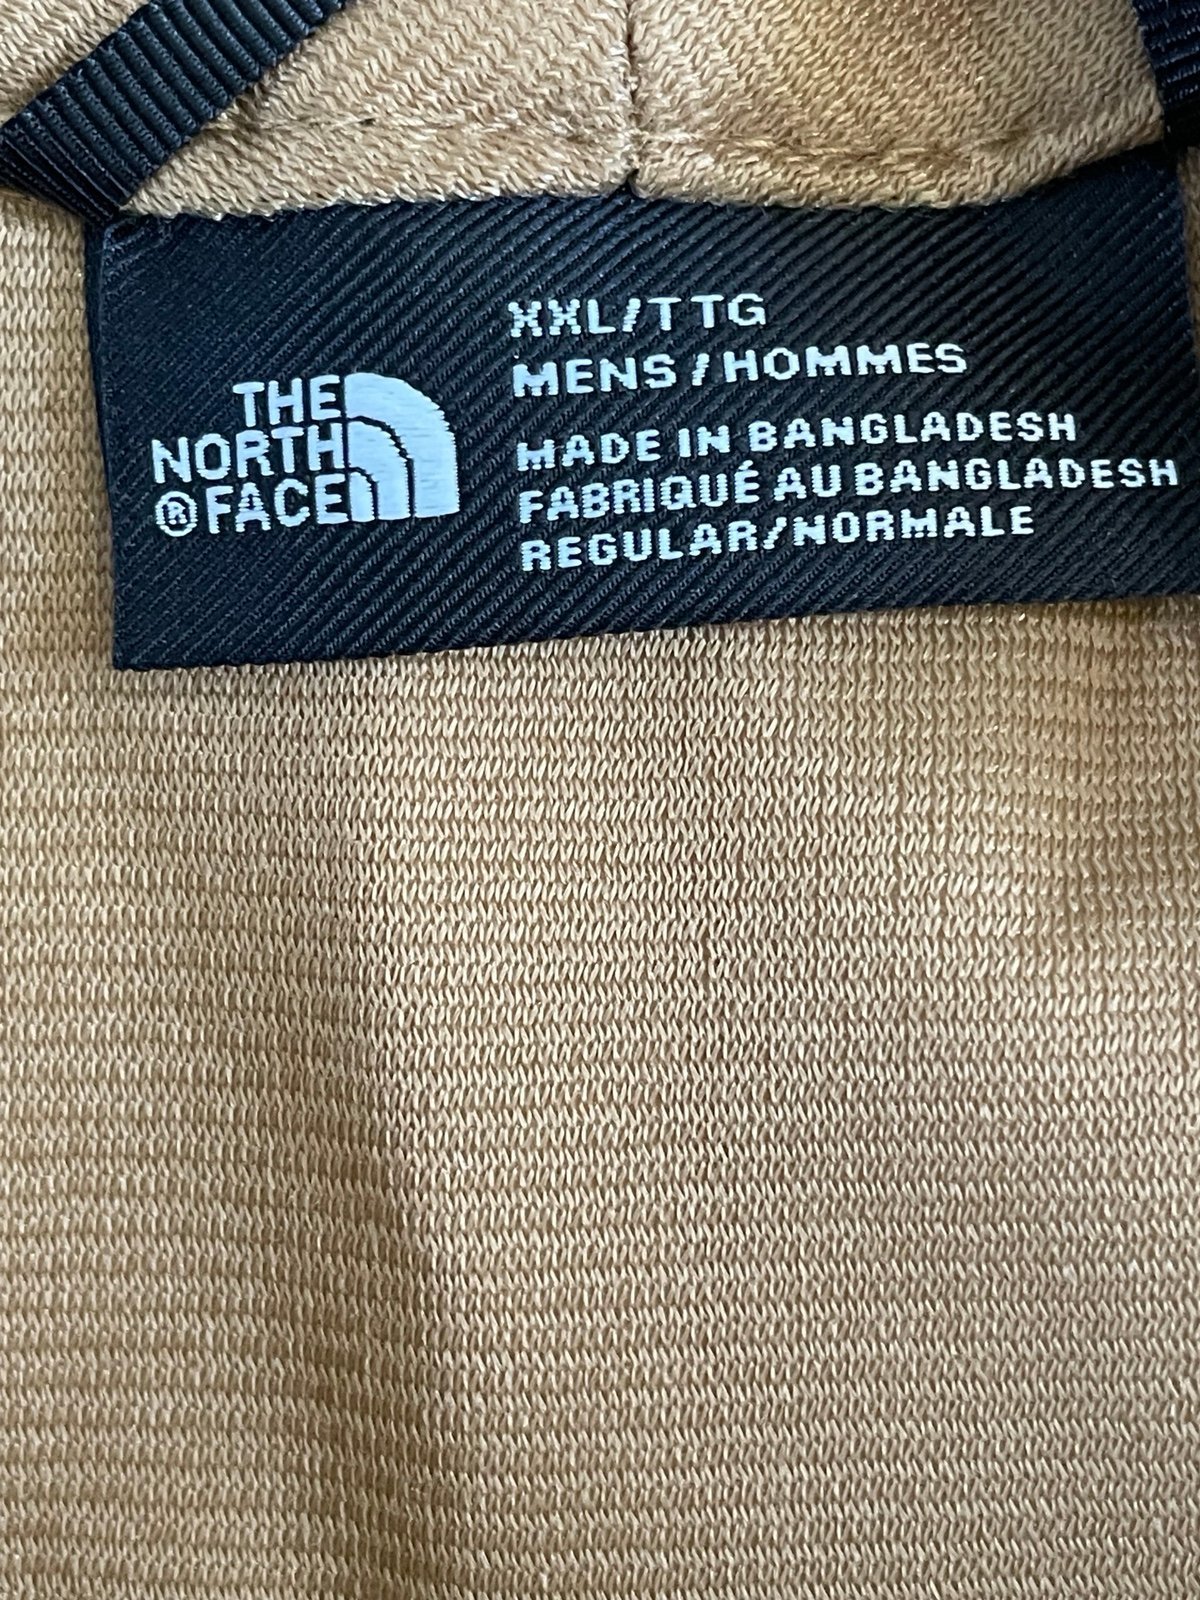 THE
NORTH
® FACE
XXL/TTG
MENS/HOMMES
MADE IN BANGLADESH
FABRIQUÉ AU BANGLADESH
REGULAR/NORMALE